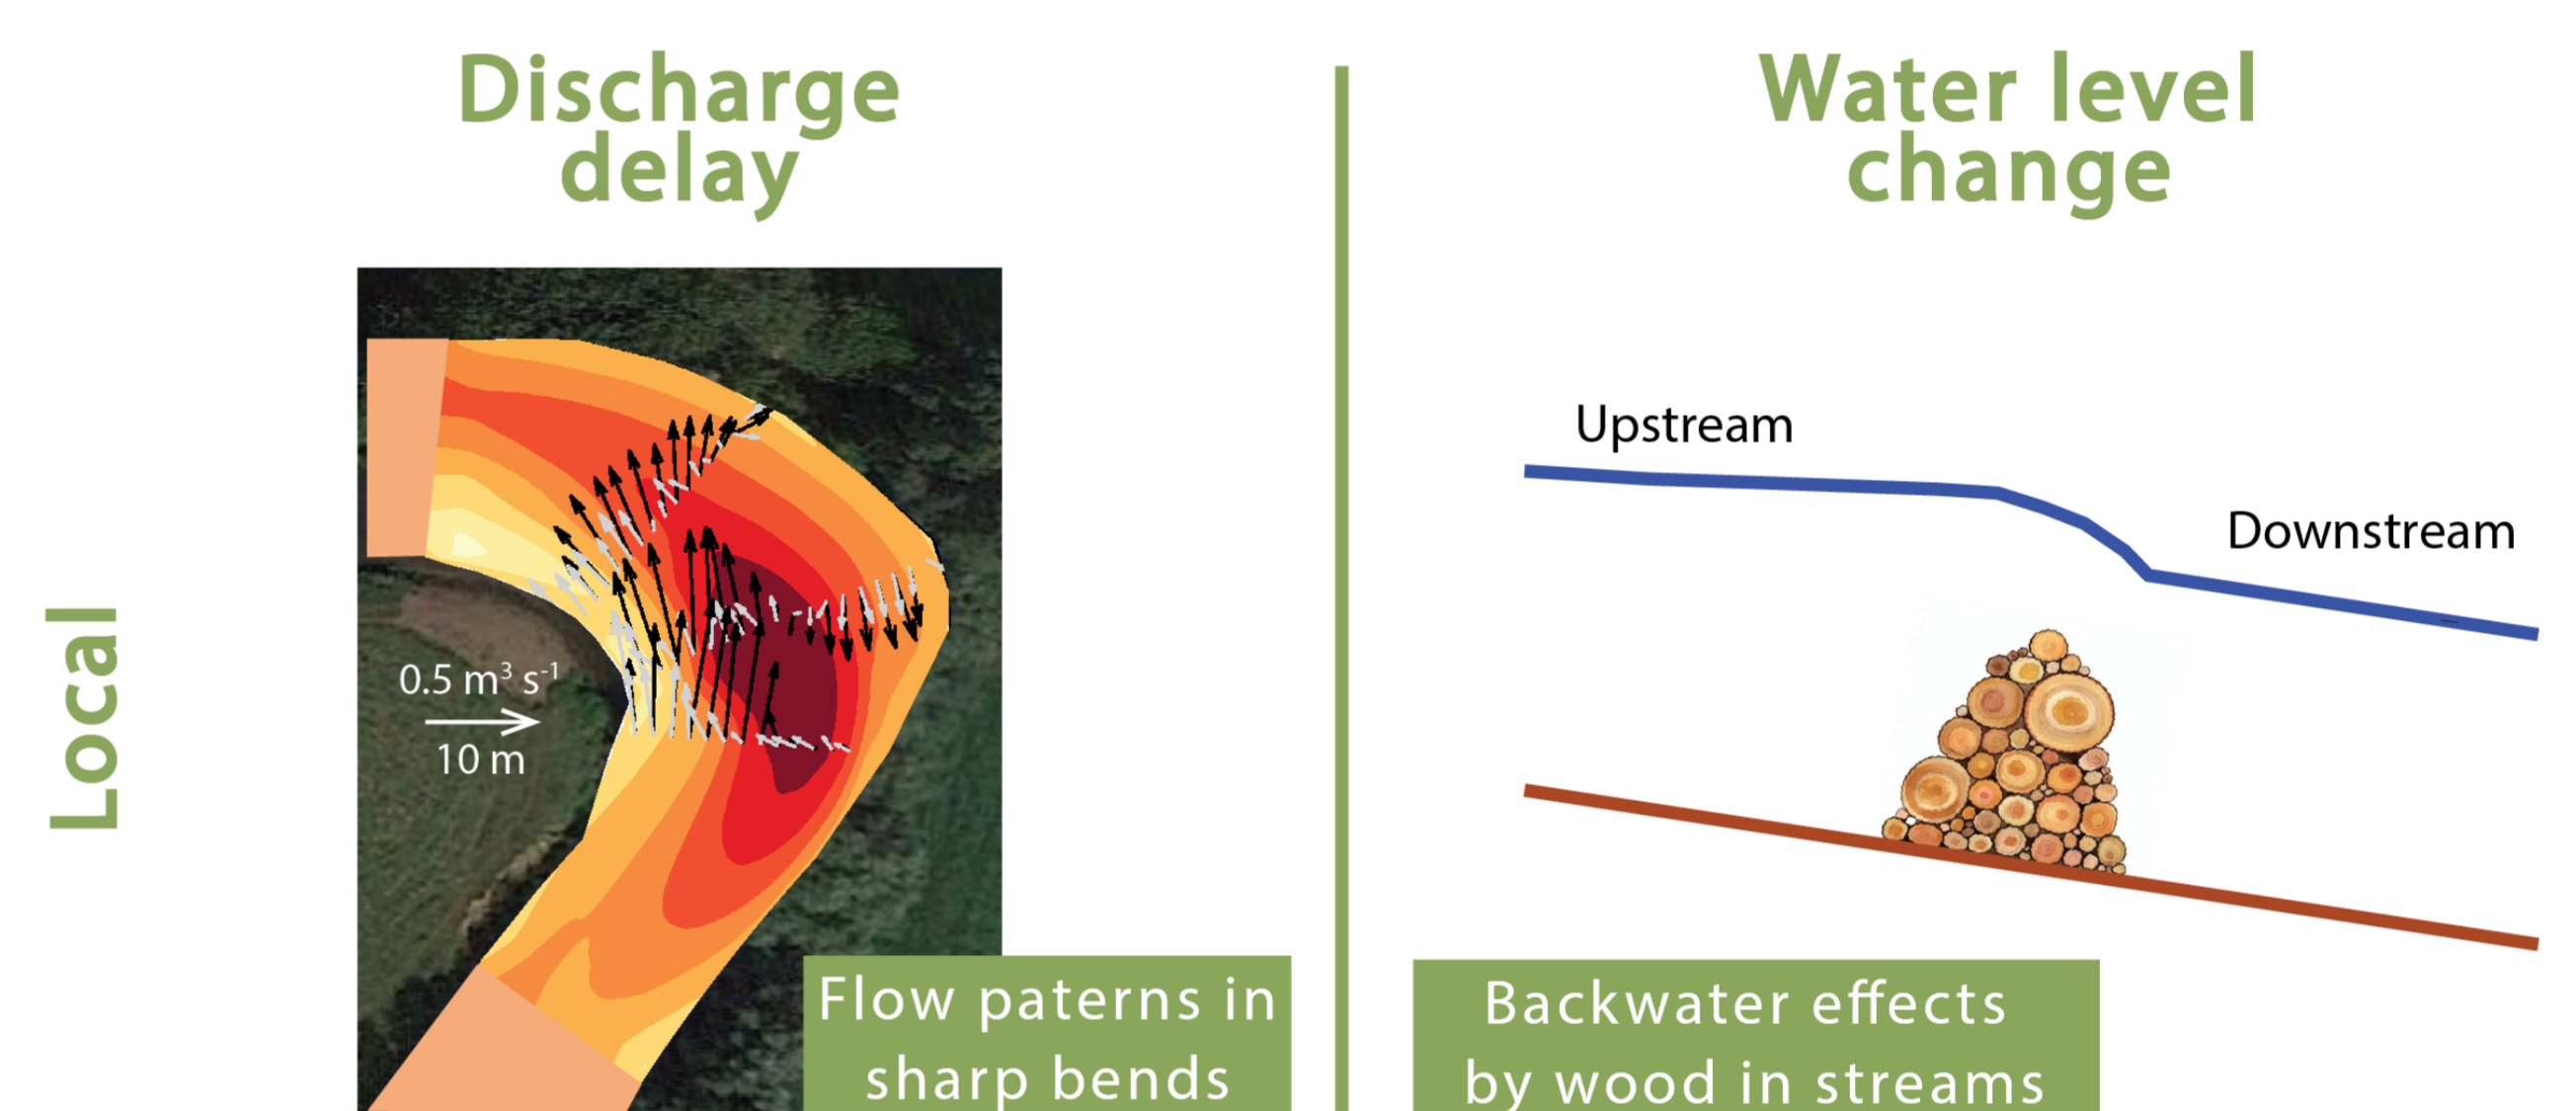 Discharge
delay
Water level
change
Local
0.5 m³ s⁻¹
10 m
Flow paterns in
sharp bends
Upstream
Downstream
Backwater effects
by wood in streams